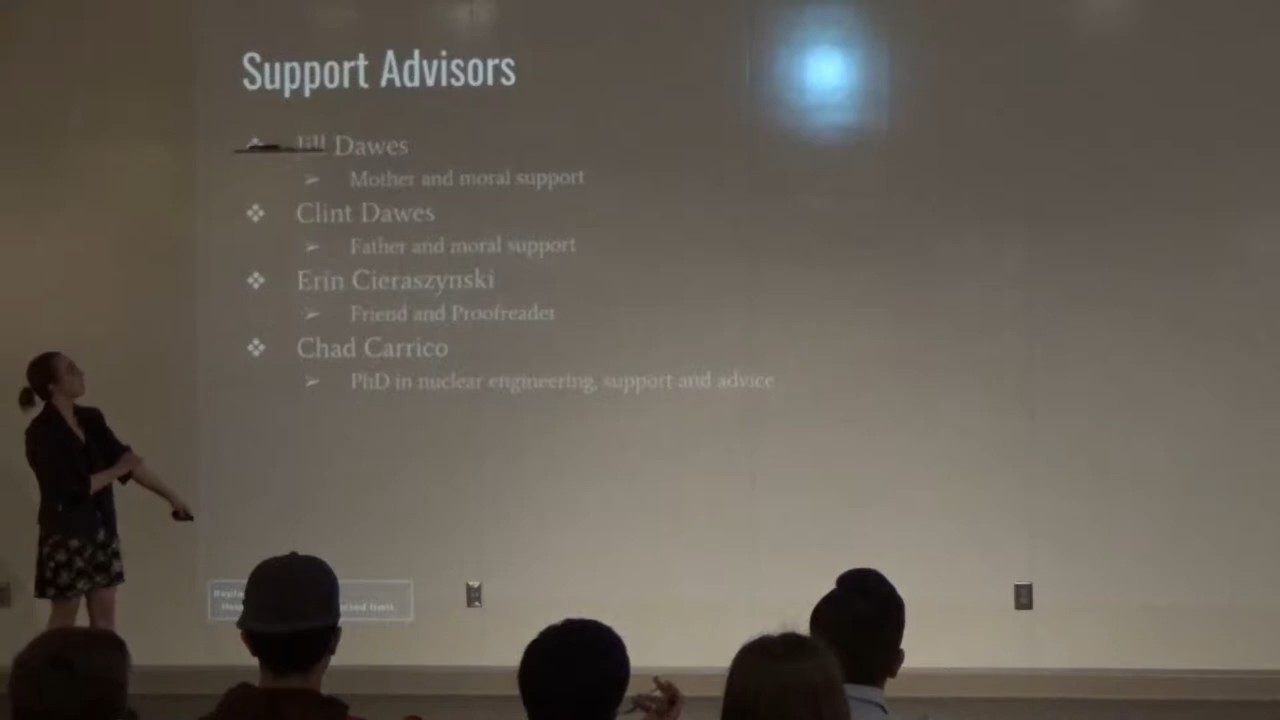 Support Advisors
❖ Jill Dawes
➢ Mother and moral support
❖ Clint Dawes
➢ Father and moral support
❖ Erin Cieraszynski
➢ Friend and Proofreader
❖ Chad Carrico
➢ PhD in nuclear engineering, support and advice